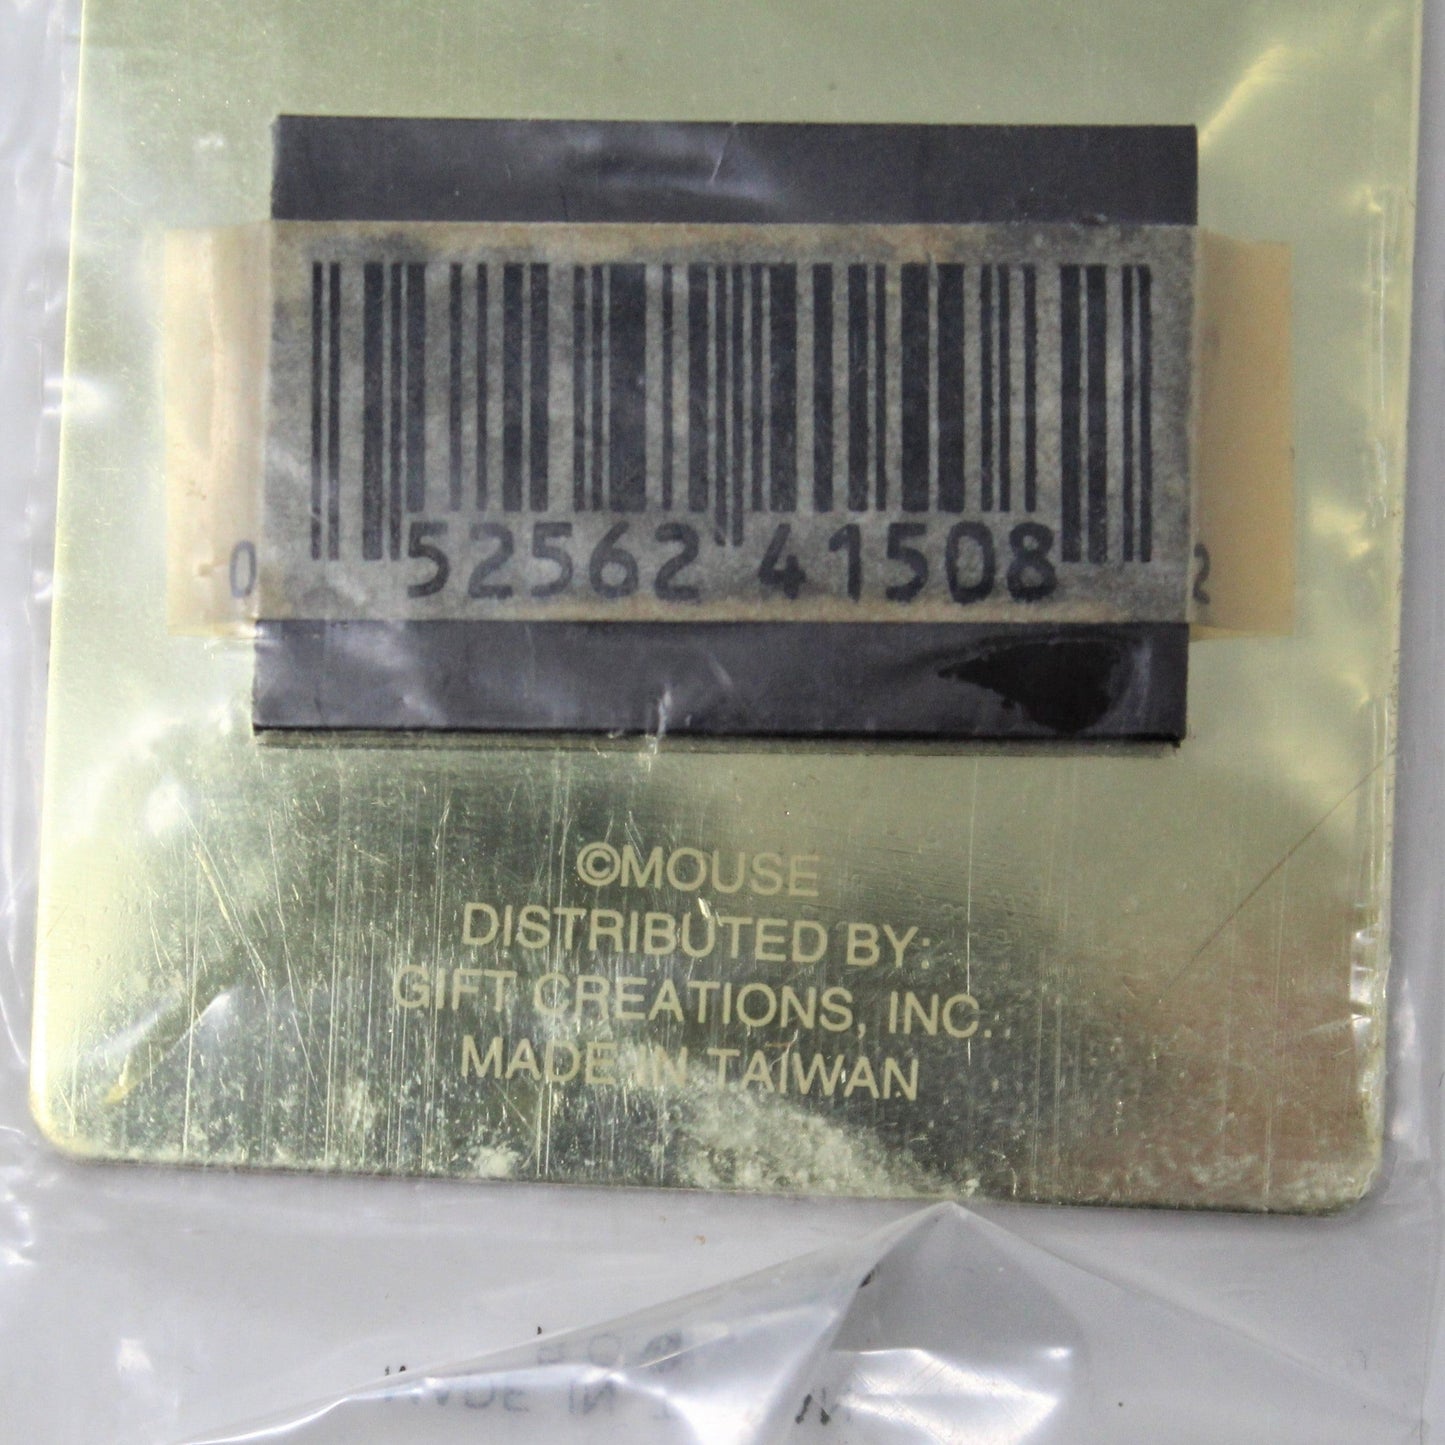 0 52562 41508 2
©MOUSE
DISTRIBUTED BY:
GIFT CREATIONS, INC.
MADE IN TAIWAN